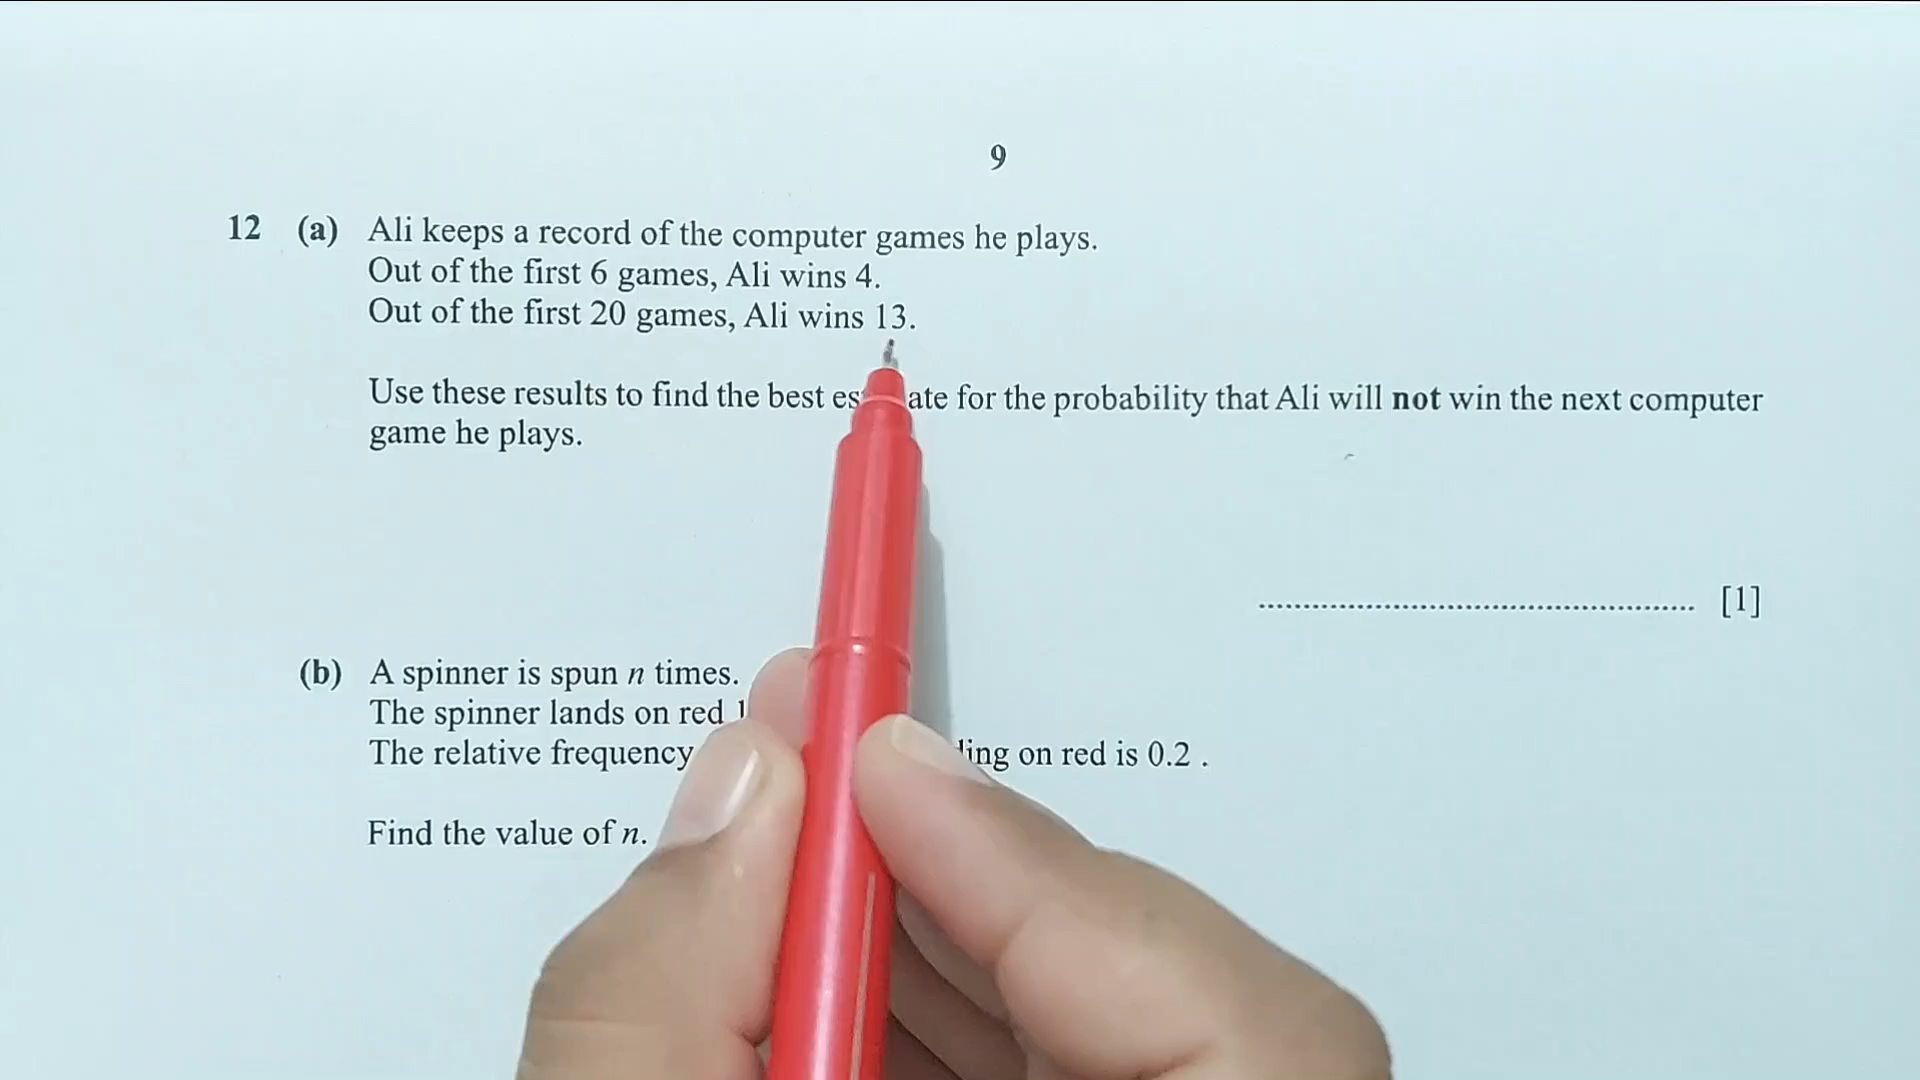 9
12 (a) Ali keeps a record of the computer games he plays.
Out of the first 6 games, Ali wins 4.
Out of the first 20 games, Ali wins 13.
Use these results to find the best for the probability that Ali will not win the next computer
game he plays.
[1]
(b) A spinner is spun n times.
The spinner lands on red
The relative frequency on red is 0.2 .
Find the value of n.